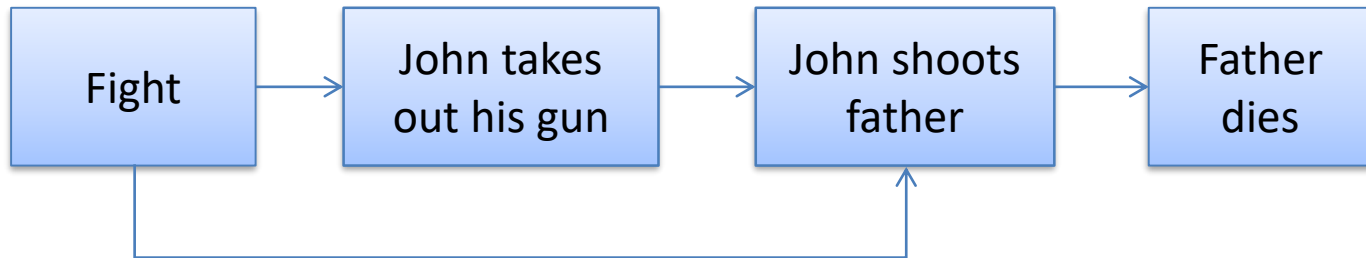 Fight
John takes
out his gun
John shoots
father
Father
dies